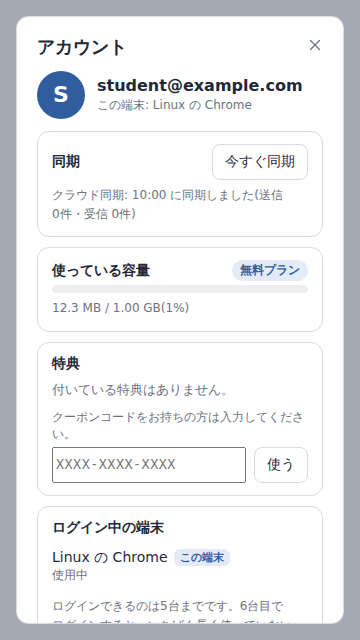 アカウント
S
student@example.com
この端末: Linux の Chrome
同期
今すぐ同期
クラウド同期: 10:00 に同期しました(送信
0件・受信 0件)
使っている容量
無料プラン
12.3 MB / 1.00 GB(1%)
特典
付いている特典はありません。
クーポンコードをお持ちの方は入力してくださ
い。
XXXX-XXXX-XXXX
使う
ログイン中の端末
Linux の Chrome
この端末
使用中
ログインできるのは5台までです。6台目で